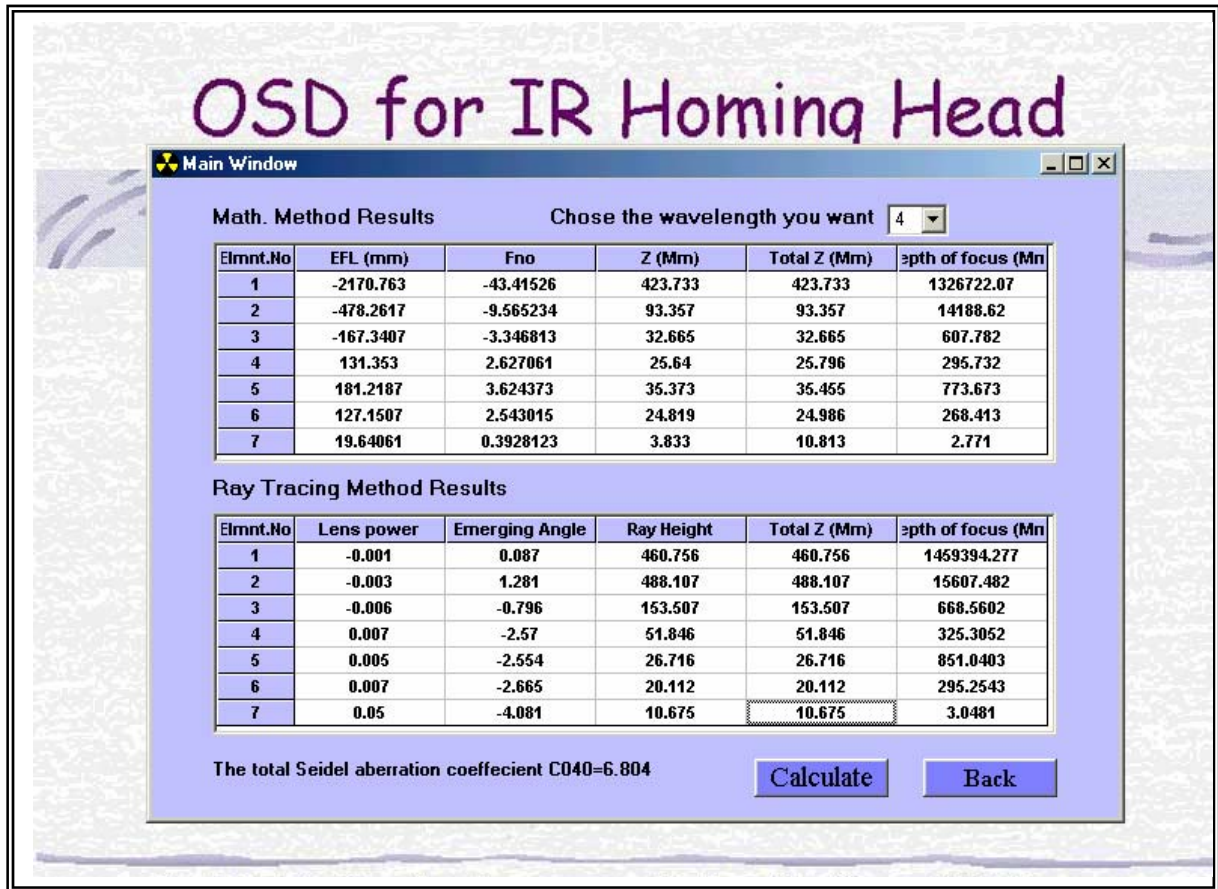 OSD for IR Homing Head
Main Window
Math. Method Results Chose the wavelength you want 4
Elmnt.No EFL (mm) Fno Z (Mm) Total Z (Mm) epth of focus (Mn
1 -2170.763 -43.41526 423.733 423.733 1326722.07
2 -478.2617 -9.565234 93.357 93.357 14188.62
3 -167.3407 -3.346813 32.665 32.665 607.782
4 131.353 2.627061 25.64 25.796 295.732
5 181.2187 3.624373 35.373 35.455 773.673
6 127.1507 2.543015 24.819 24.986 268.413
7 19.64061 0.3928123 3.833 10.813 2.771
Ray Tracing Method Results
Elmnt.No Lens power Emerging Angle Ray Height Total Z (Mm) epth of focus (Mn
1 -0.001 0.087 460.756 460.756 1459394.277
2 -0.003 1.281 488.107 488.107 15607.482
3 -0.006 -0.796 153.507 153.507 668.5602
4 0.007 -2.57 51.846 51.846 325.3052
5 0.005 -2.554 26.716 26.716 851.0403
6 0.007 -2.665 20.112 20.112 295.2543
7 0.05 -4.081 10.675 10.675 3.0481
The total Seidel aberration coeffecient C040=6.804
Calculate Back